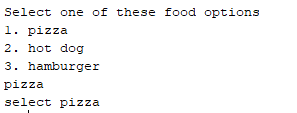 Select one of these food options
1. pizza
2. hot dog
3. hamburger
pizza
select pizza